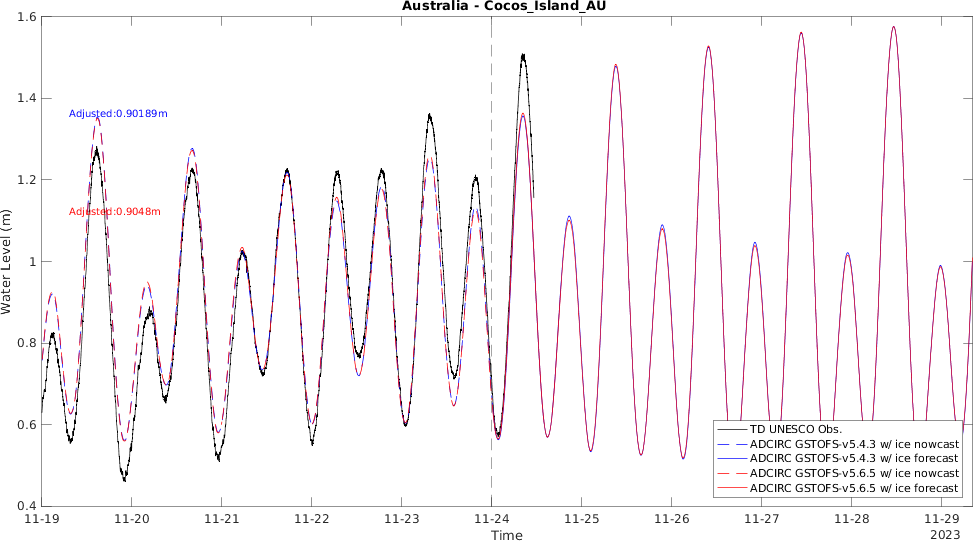 Australia - Cocos_Island_AU
Water Level (m)
1.6
1.4
1.2
1
0.8
0.6
0.4
Adjusted:0.90189m
Adjusted:0.9048m
TD UNESCO Obs.
ADCIRC GSTOFS-v5.4.3 w/ ice nowcast
ADCIRC GSTOFS-v5.4.3 w/ ice forecast
ADCIRC GSTOFS-v5.6.5 w/ ice nowcast
ADCIRC GSTOFS-v5.6.5 w/ ice forecast
11-19 11-20 11-21 11-22 11-23 11-24 11-25 11-26 11-27 11-28 11-29
2023
Time